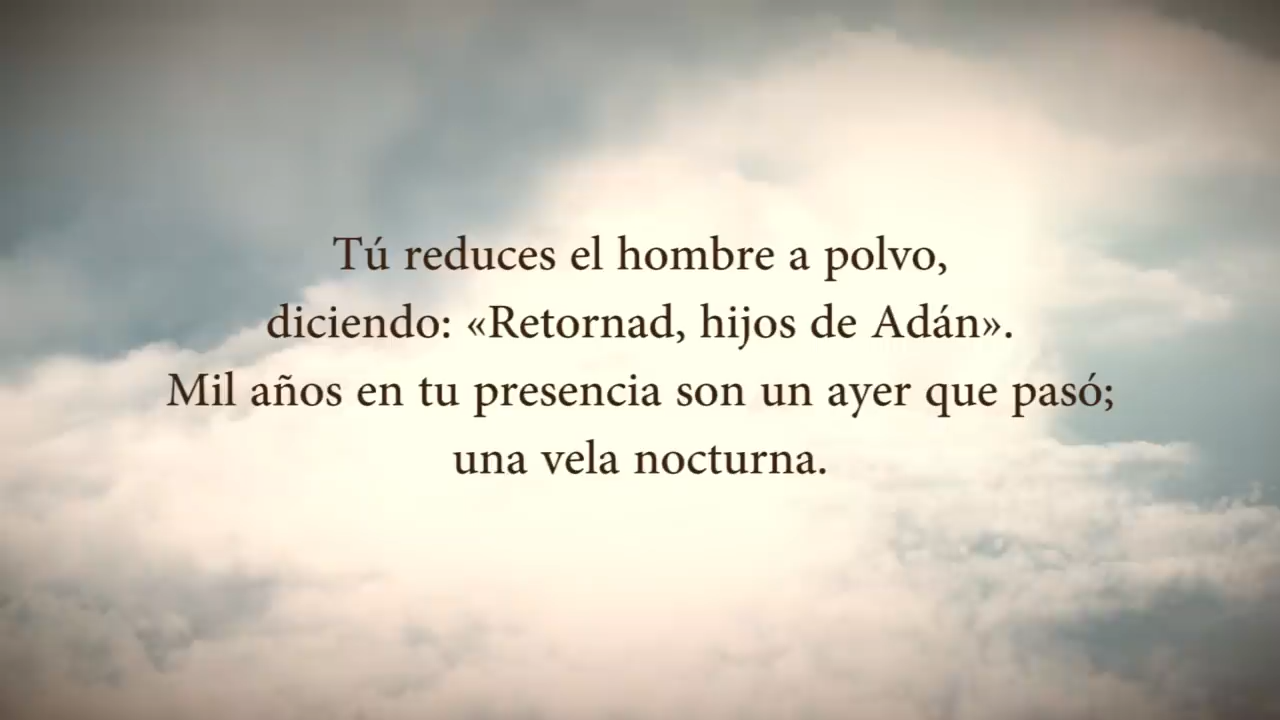 Tú reduces el hombre a polvo,
diciendo: «Retornad, hijos de Adán».
Mil años en tu presencia son un ayer que pasó;
una vela nocturna.